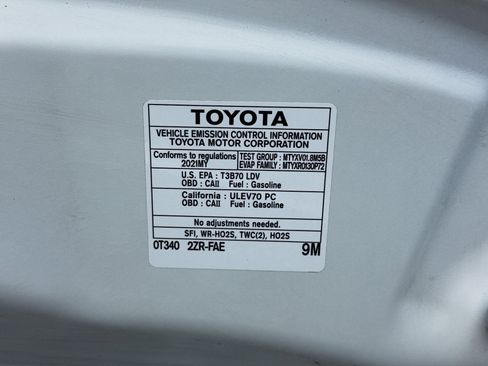 TOYOTA
VEHICLE EMISSION CONTROL INFORMATION
TOYOTA MOTOR CORPORATION
Conforms to regulations
2021MY
TEST GROUP : MTYXV01.8M5B
EVAP FAMILY : MTYXR0130P72
U.S. EPA : T3B70 LDV
OBD : CAII Fuel : Gasoline
California : ULEV70 PC
OBD : CAII Fuel : Gasoline
No adjustments needed.
SFI, WR-HO2S, TWC(2), HO2S
0T340 2ZR-FAE 9M